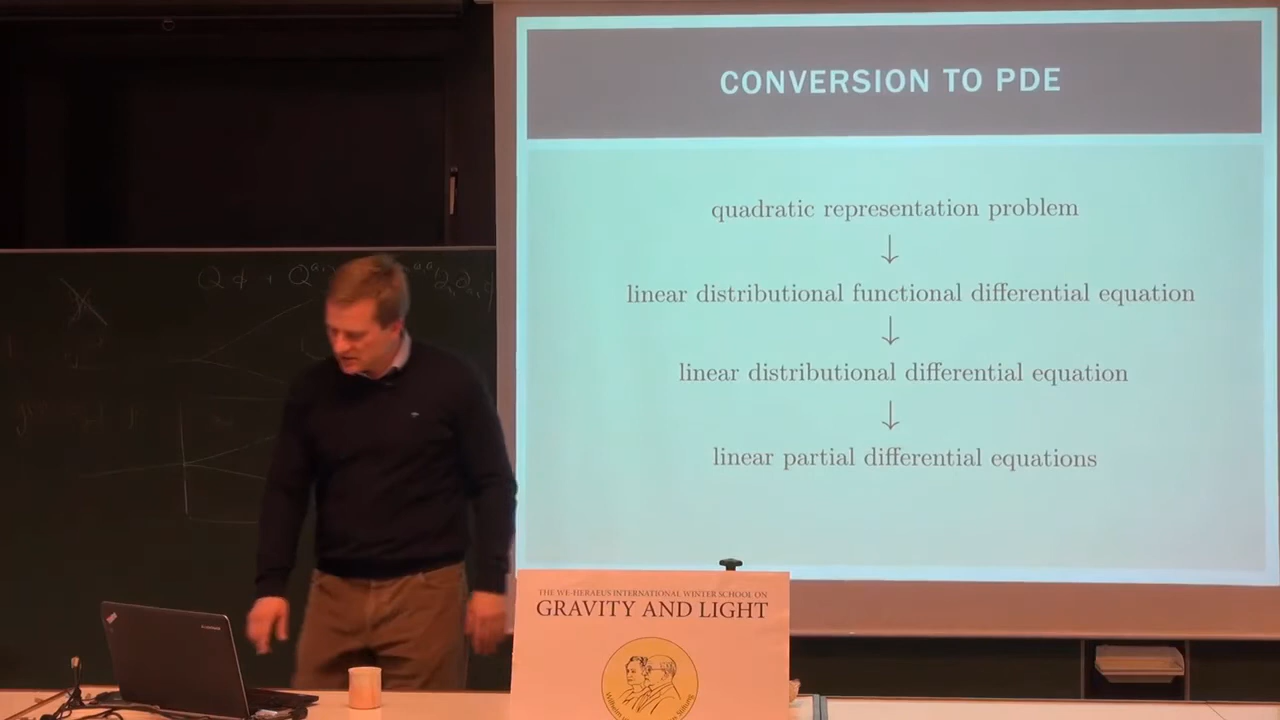 CONVERSION TO PDE
quadratic representation problem
↓
linear distributional functional differential equation
↓
linear distributional differential equation
↓
linear partial differential equations
THE WE-HERAEUS INTERNATIONAL WINTER SCHOOL ON
GRAVITY AND LIGHT